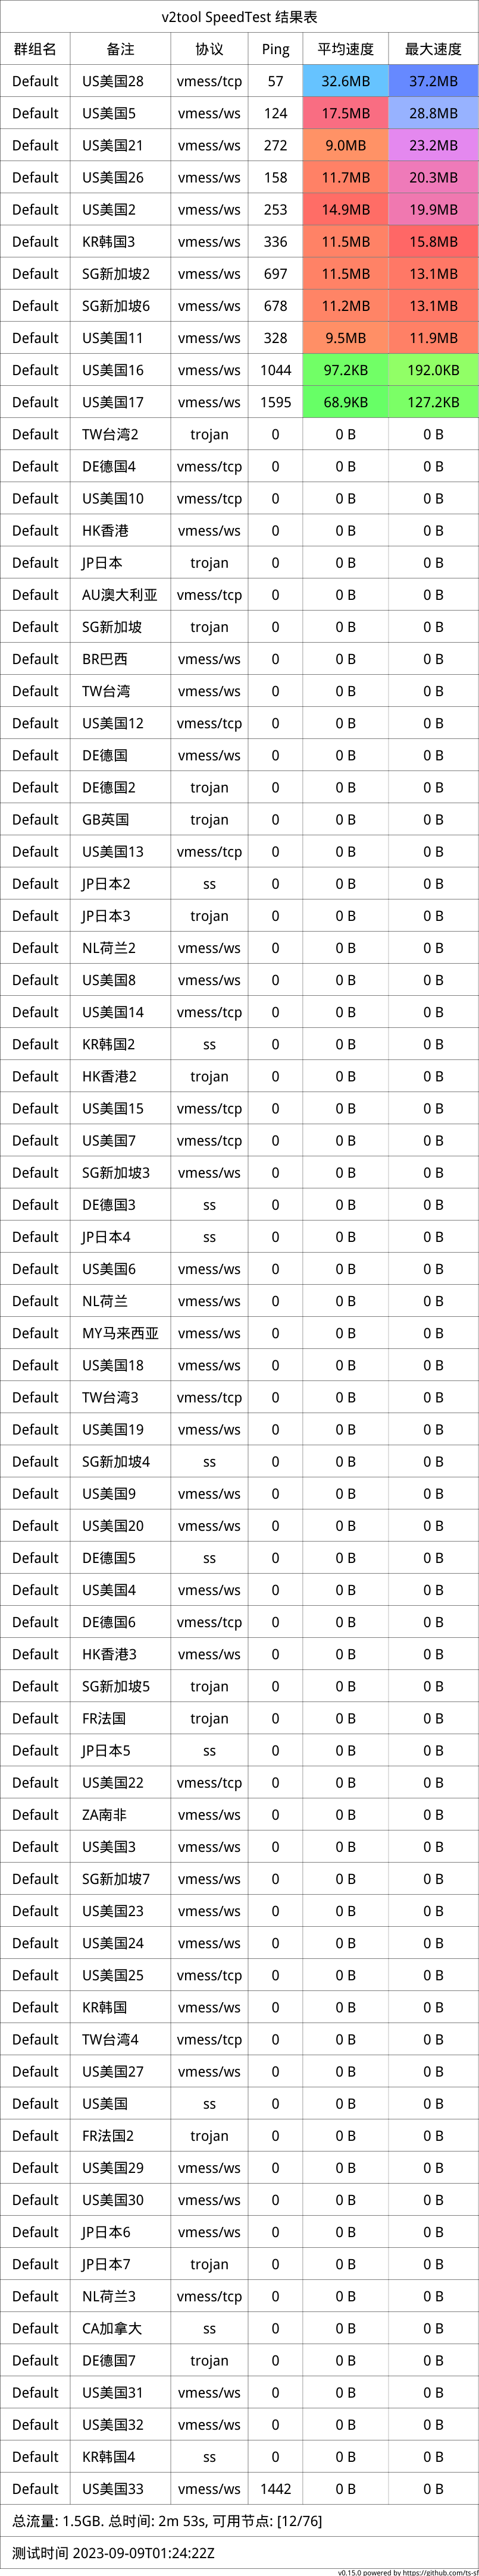 v2tool SpeedTest 结果表
群组名 备注 协议 Ping 平均速度 最大速度
Default US美国28 vmess/tcp 57 32.6MB 37.2MB
Default US美国5 vmess/ws 124 17.5MB 28.8MB
Default US美国21 vmess/ws 272 9.0MB 23.2MB
Default US美国26 vmess/ws 158 11.7MB 20.3MB
Default US美国2 vmess/ws 253 14.9MB 19.9MB
Default KR韩国3 vmess/ws 336 11.5MB 15.8MB
Default SG新加坡2 vmess/ws 697 11.5MB 13.1MB
Default SG新加坡6 vmess/ws 678 11.2MB 13.1MB
Default US美国11 vmess/ws 328 9.5MB 11.9MB
Default US美国16 vmess/ws 1044 97.2KB 192.0KB
Default US美国17 vmess/ws 1595 68.9KB 127.2KB
Default TW台湾2 trojan 0 0 B 0 B
Default DE德国4 vmess/tcp 0 0 B 0 B
Default US美国10 vmess/tcp 0 0 B 0 B
Default HK香港 vmess/ws 0 0 B 0 B
Default JP日本 trojan 0 0 B 0 B
Default AU澳大利亚 vmess/tcp 0 0 B 0 B
Default SG新加坡 trojan 0 0 B 0 B
Default BR巴西 vmess/ws 0 0 B 0 B
Default TW台湾 vmess/ws 0 0 B 0 B
Default US美国12 vmess/tcp 0 0 B 0 B
Default DE德国 vmess/ws 0 0 B 0 B
Default DE德国2 trojan 0 0 B 0 B
Default GB英国 trojan 0 0 B 0 B
Default US美国13 vmess/tcp 0 0 B 0 B
Default JP日本2 ss 0 0 B 0 B
Default JP日本3 trojan 0 0 B 0 B
Default NL荷兰2 vmess/ws 0 0 B 0 B
Default US美国8 vmess/ws 0 0 B 0 B
Default US美国14 vmess/tcp 0 0 B 0 B
Default KR韩国2 ss 0 0 B 0 B
Default HK香港2 trojan 0 0 B 0 B
Default US美国15 vmess/tcp 0 0 B 0 B
Default US美国7 vmess/tcp 0 0 B 0 B
Default SG新加坡3 vmess/ws 0 0 B 0 B
Default DE德国3 ss 0 0 B 0 B
Default JP日本4 ss 0 0 B 0 B
Default US美国6 vmess/ws 0 0 B 0 B
Default NL荷兰 vmess/ws 0 0 B 0 B
Default MY马来西亚 vmess/ws 0 0 B 0 B
Default US美国18 vmess/ws 0 0 B 0 B
Default TW台湾3 vmess/tcp 0 0 B 0 B
Default US美国19 vmess/ws 0 0 B 0 B
Default SG新加坡4 ss 0 0 B 0 B
Default US美国9 vmess/ws 0 0 B 0 B
Default US美国20 vmess/ws 0 0 B 0 B
Default DE德国5 ss 0 0 B 0 B
Default US美国4 vmess/ws 0 0 B 0 B
Default DE德国6 vmess/tcp 0 0 B 0 B
Default HK香港3 vmess/ws 0 0 B 0 B
Default SG新加坡5 trojan 0 0 B 0 B
Default FR法国 trojan 0 0 B 0 B
Default JP日本5 ss 0 0 B 0 B
Default US美国22 vmess/tcp 0 0 B 0 B
Default ZA南非 vmess/ws 0 0 B 0 B
Default US美国3 vmess/ws 0 0 B 0 B
Default SG新加坡7 vmess/ws 0 0 B 0 B
Default US美国23 vmess/ws 0 0 B 0 B
Default US美国24 vmess/ws 0 0 B 0 B
Default US美国25 vmess/tcp 0 0 B 0 B
Default KR韩国 vmess/ws 0 0 B 0 B
Default TW台湾4 vmess/tcp 0 0 B 0 B
Default US美国27 vmess/ws 0 0 B 0 B
Default US美国 ss 0 0 B 0 B
Default FR法国2 trojan 0 0 B 0 B
Default US美国29 vmess/ws 0 0 B 0 B
Default US美国30 vmess/ws 0 0 B 0 B
Default JP日本6 vmess/ws 0 0 B 0 B
Default JP日本7 trojan 0 0 B 0 B
Default NL荷兰3 vmess/tcp 0 0 B 0 B
Default CA加拿大 ss 0 0 B 0 B
Default DE德国7 trojan 0 0 B 0 B
Default US美国31 vmess/ws 0 0 B 0 B
Default US美国32 vmess/ws 0 0 B 0 B
Default KR韩国4 ss 0 0 B 0 B
Default US美国33 vmess/ws 1442 0 B 0 B
总流量: 1.5GB. 总时间: 2m 53s, 可用节点: [12/76]
测试时间 2023-09-09T01:24:22Z
v0.15.0 powered by https://github.com/ts-sf